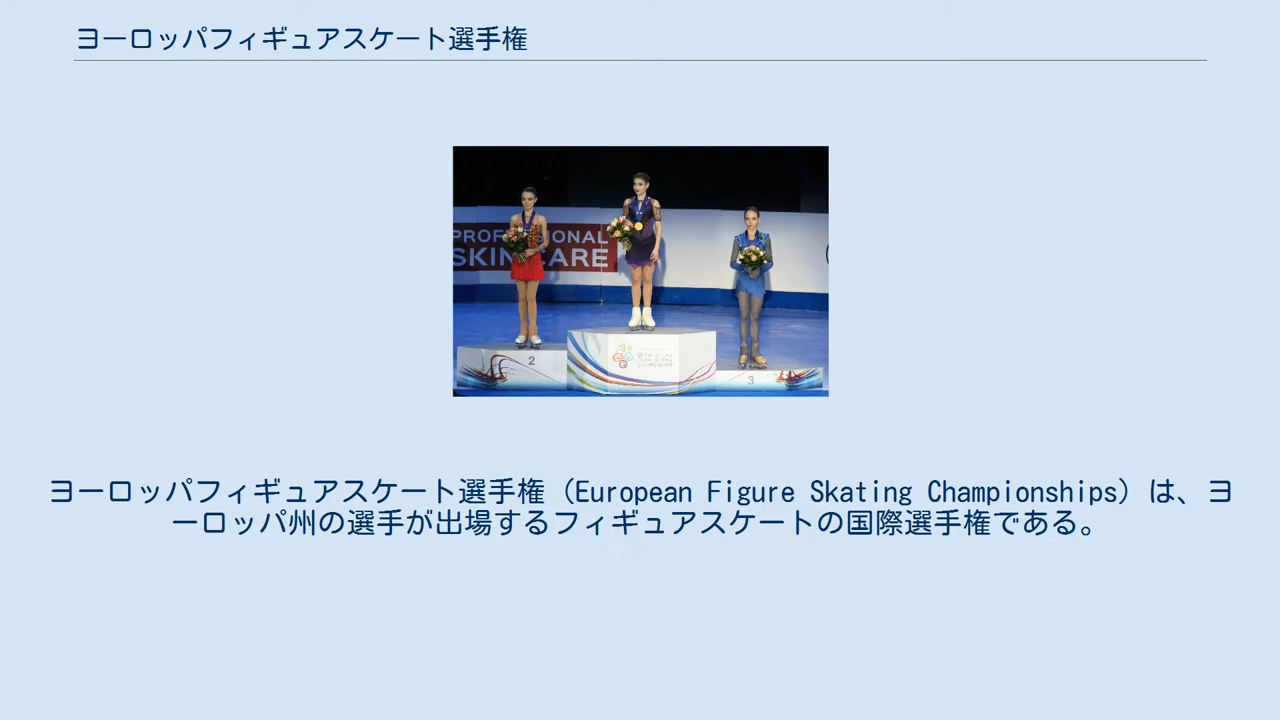 ヨーロッパフィギュアスケート選手権
PROFESSIONAL
SKINCARE
2
3
ヨーロッパフィギュアスケート選手権（European Figure Skating Championships）は、ヨ
ーロッパ州の選手が出場するフィギュアスケートの国際選手権である。